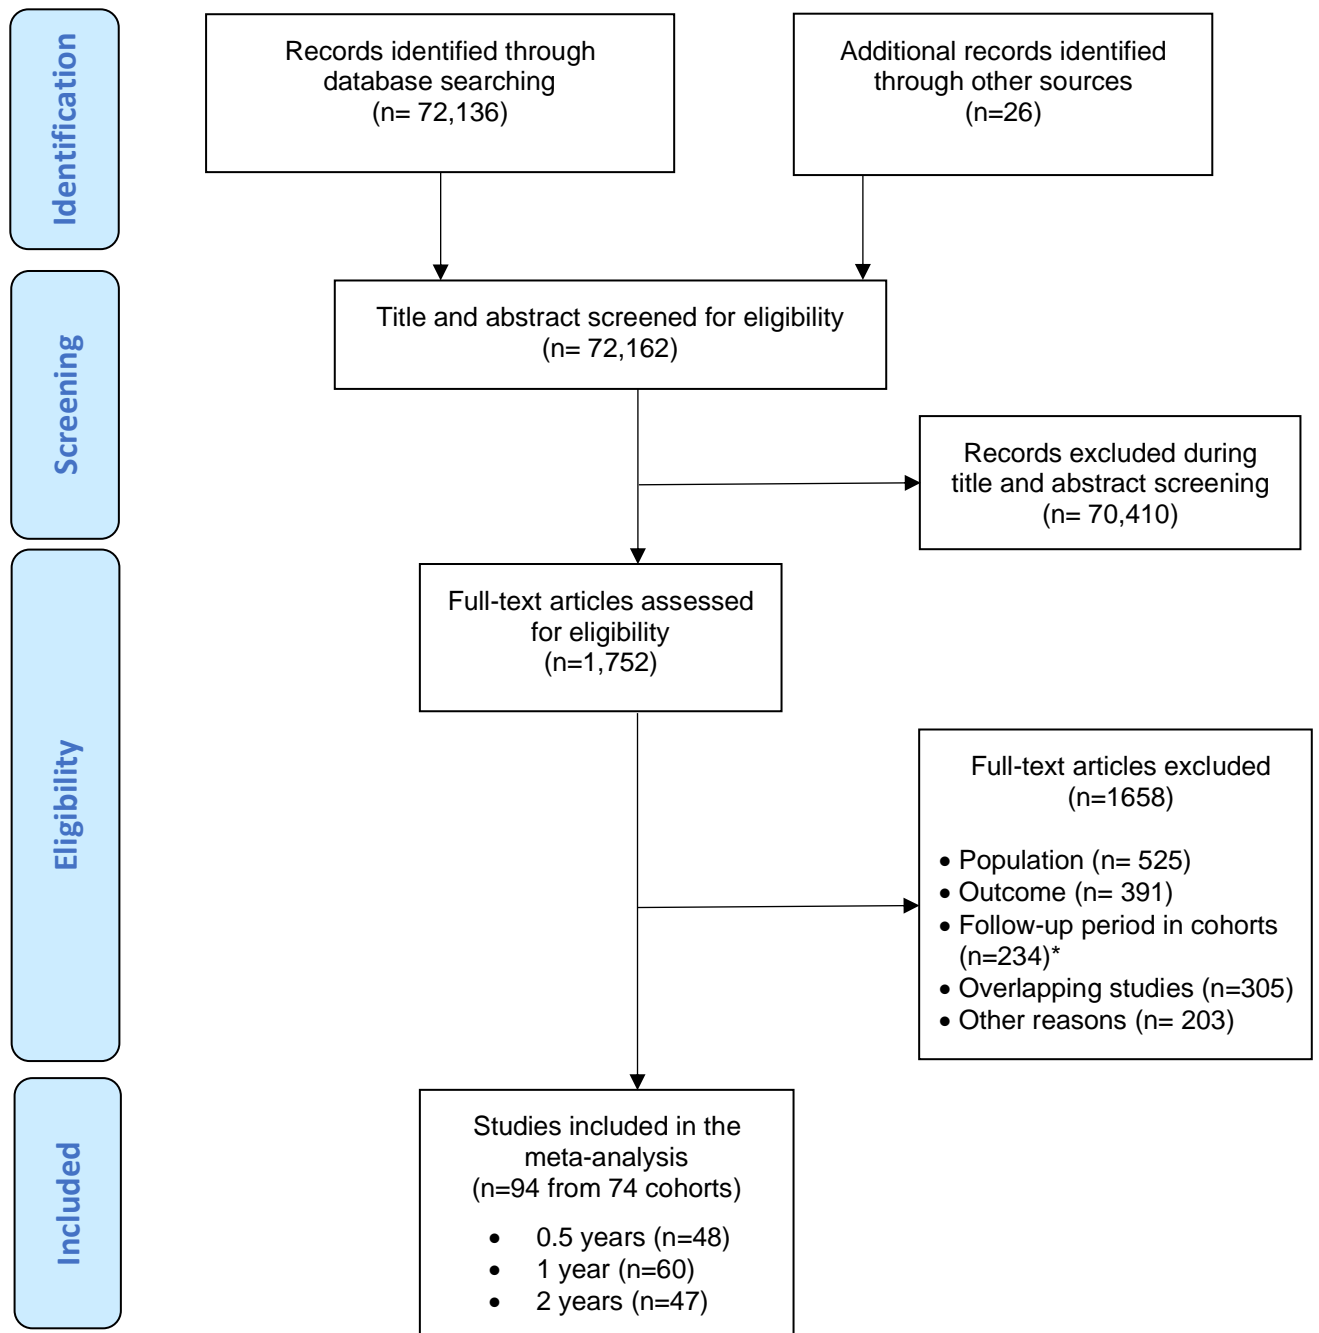 Identification
Records identified through
database searching
(n= 72,136)
Additional records identified
through other sources
(n=26)
Screening
Title and abstract screened for eligibility
(n= 72,162)
Records excluded during
title and abstract screening
(n= 70,410)
Eligibility
Full-text articles assessed
for eligibility
(n=1,752)
Full-text articles excluded
(n=1658)
• Population (n= 525)
• Outcome (n= 391)
• Follow-up period in cohorts
(n=234)*
• Overlapping studies (n=305)
• Other reasons (n= 203)
Included
Studies included in the
meta-analysis
(n=94 from 74 cohorts)
• 0.5 years (n=48)
• 1 year (n=60)
• 2 years (n=47)